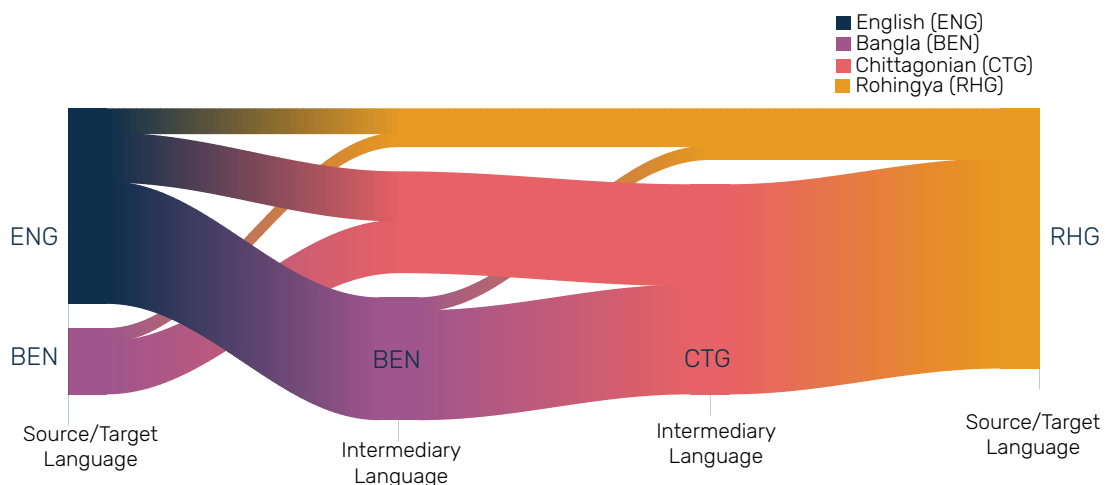 English (ENG)
Bangla (BEN)
Chittagonian (CTG)
Rohingya (RHG)
ENG
RHG
BEN
BEN
CTG
Source/Target
Language
Intermediary
Language
Intermediary
Language
Source/Target
Language